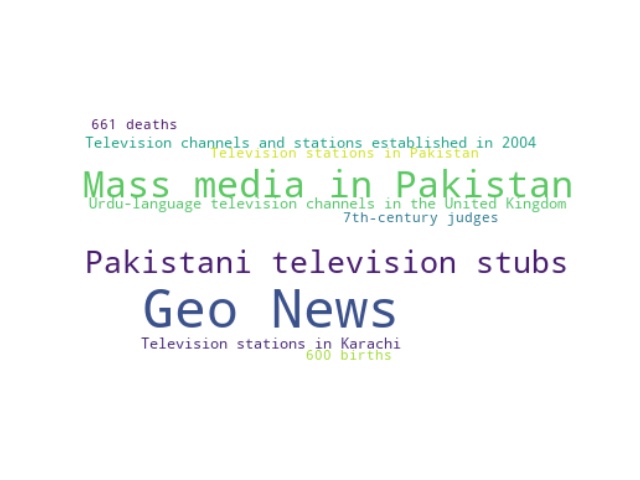 661 deaths
Television channels and stations established in 2004
Television stations in Pakistan
Mass media in Pakistan
Urdu-language television channels in the United Kingdom
7th-century judges
Pakistani television stubs
Geo News
Television stations in Karachi
600 births